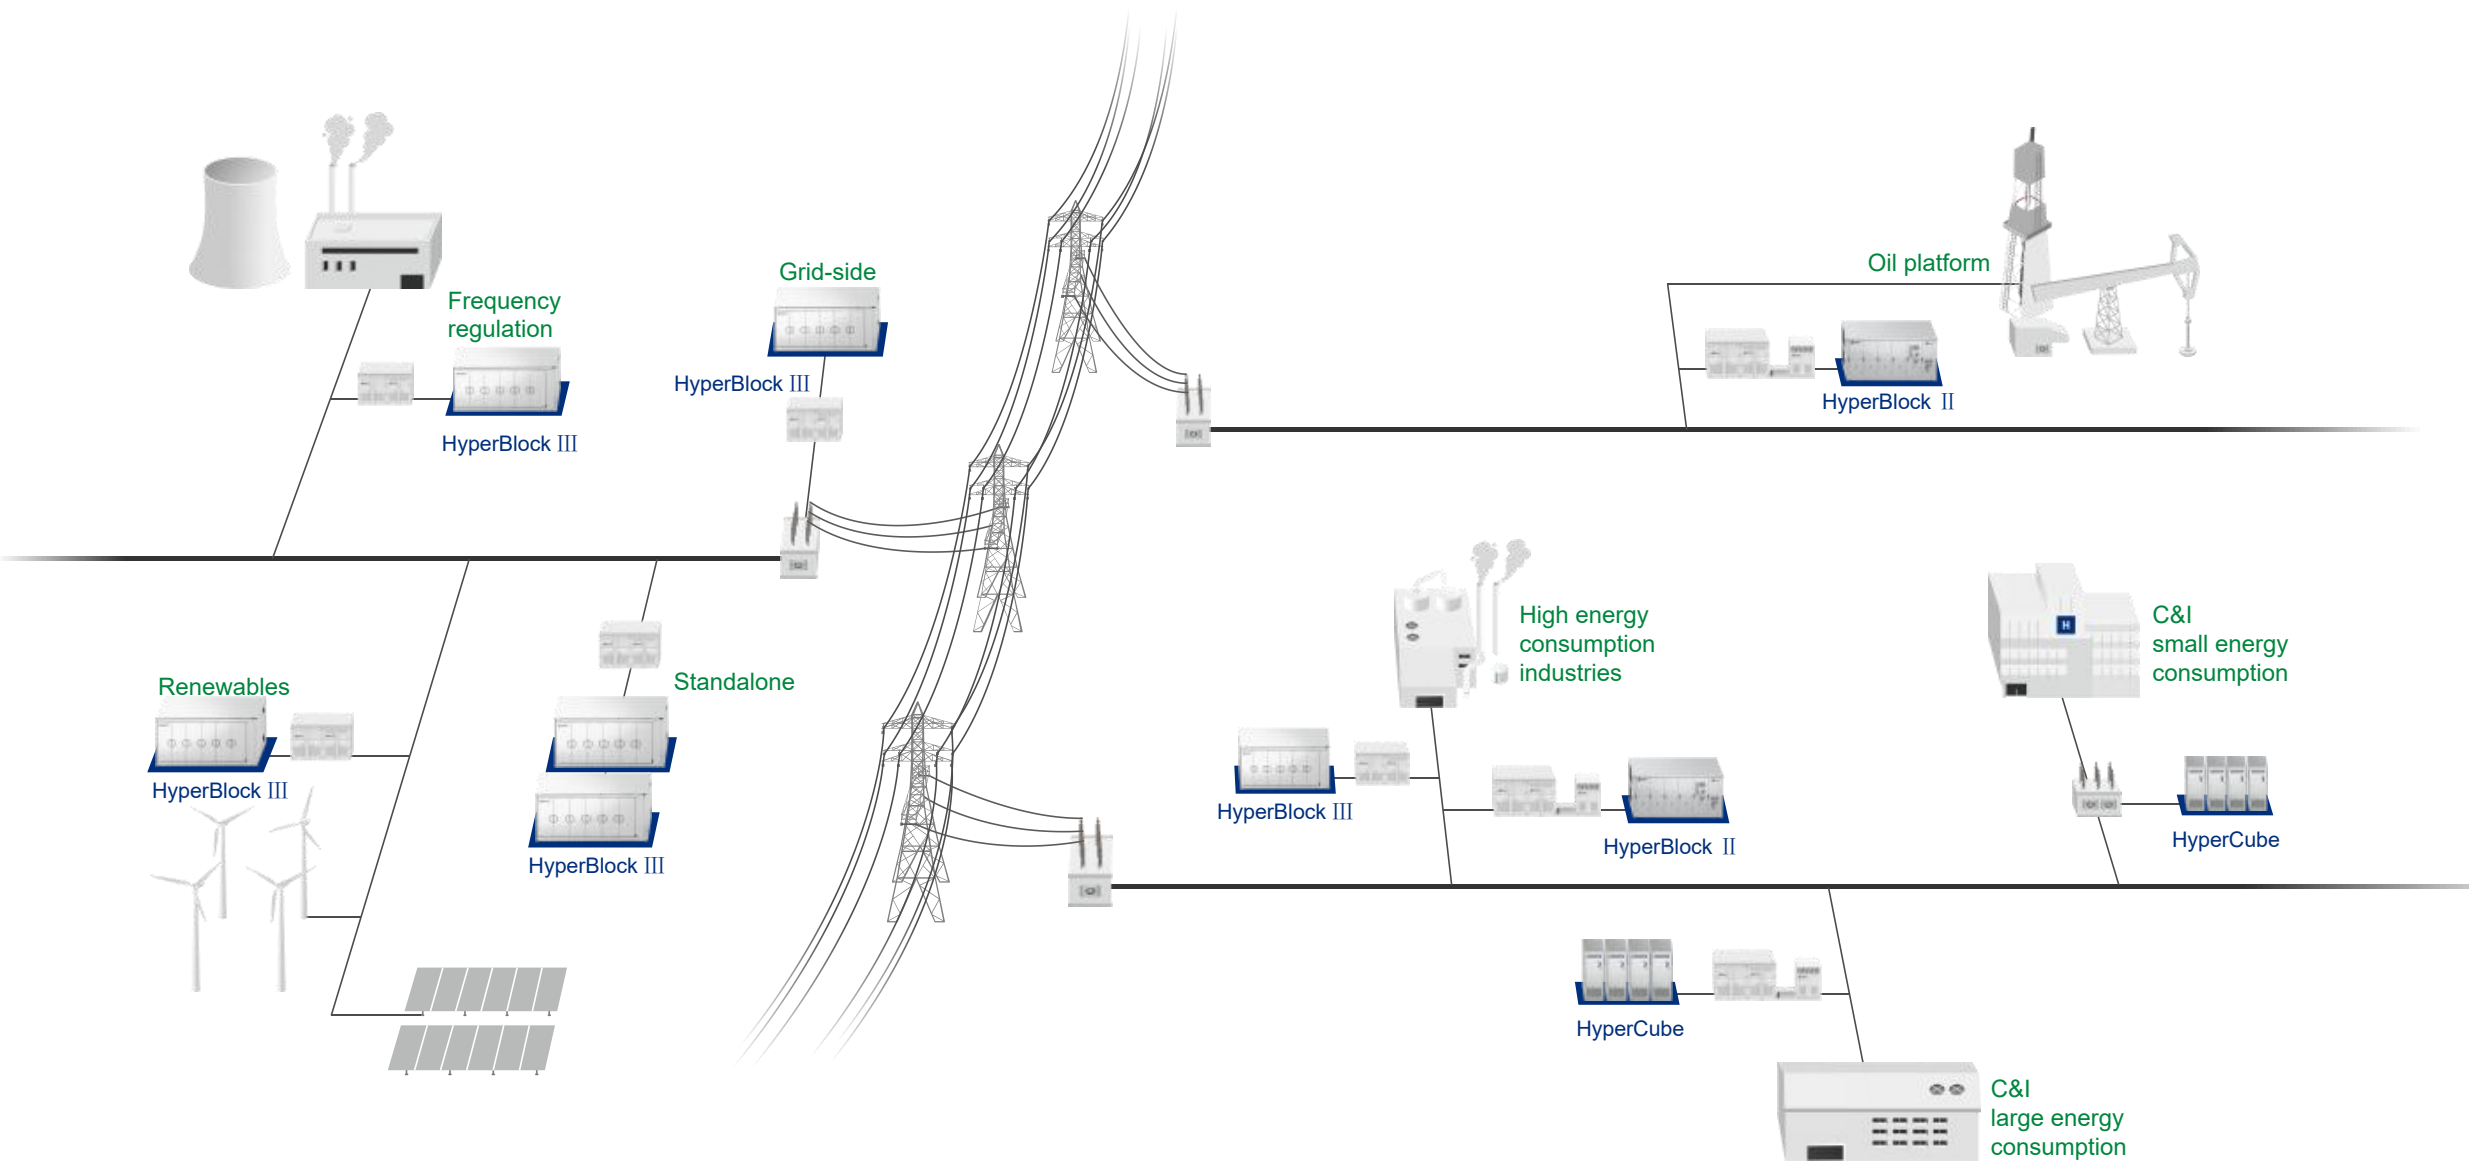 Frequency
regulation
HyperBlock III
Grid-side
HyperBlock III
Oil platform
HyperBlock II
Renewables
HyperBlock III
Standalone
HyperBlock III
High energy
consumption
industries
HyperBlock III
HyperBlock II
H
C&I
small energy
consumption
HyperCube
HyperCube
C&I
large energy
consumption